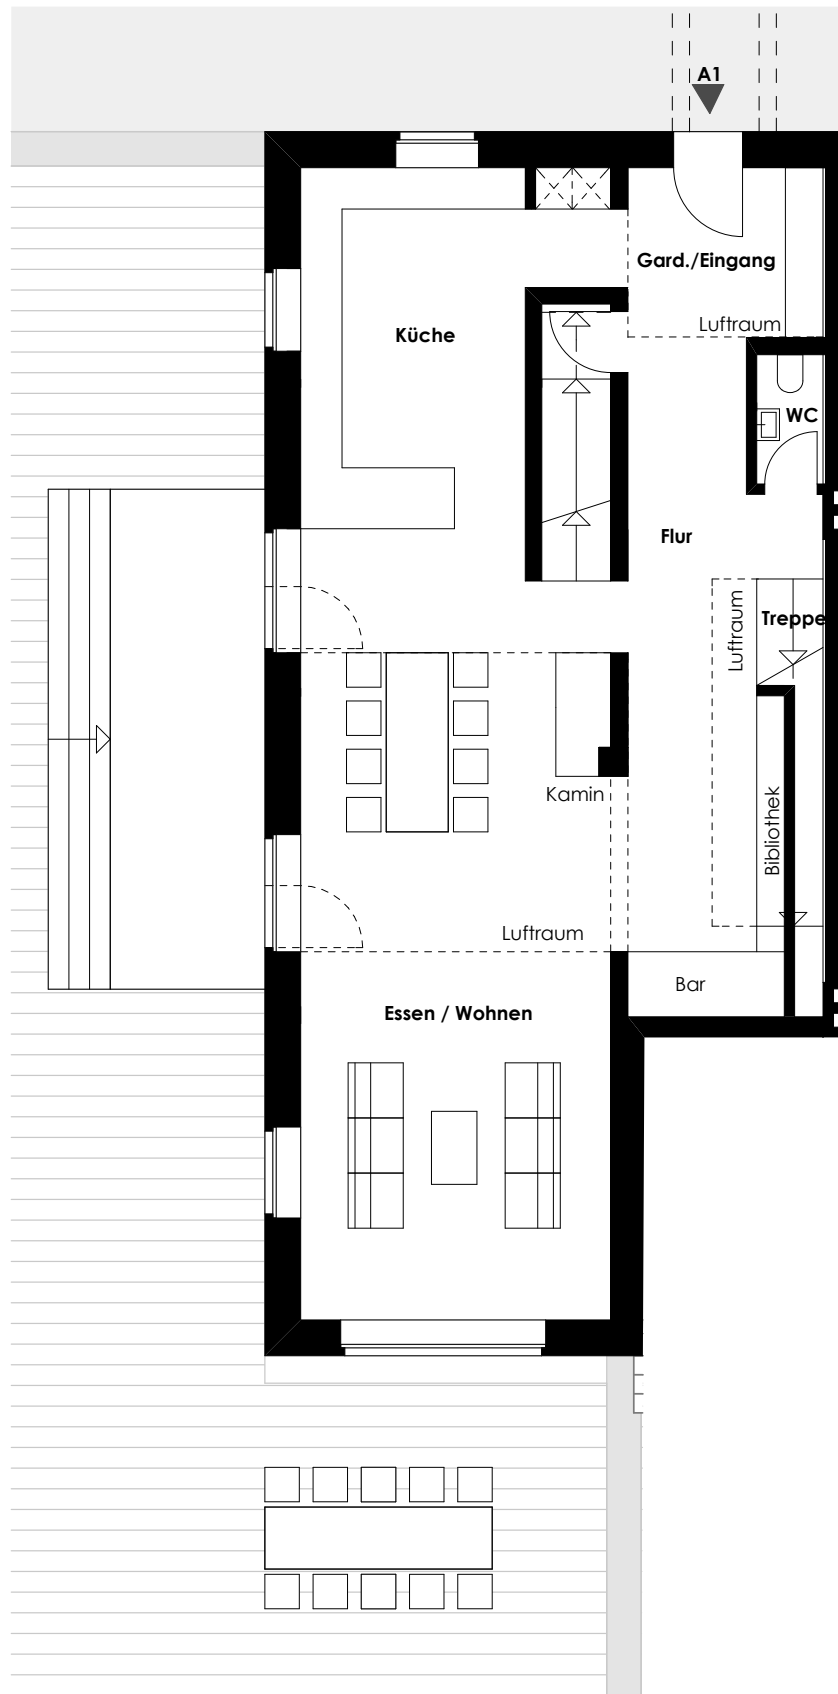 A1
Gard./Eingang
Luftraum
Küche
WC
Flur
Luftraum
Treppe
Kamin
Bibliothek
Luftraum
Bar
Essen / Wohnen